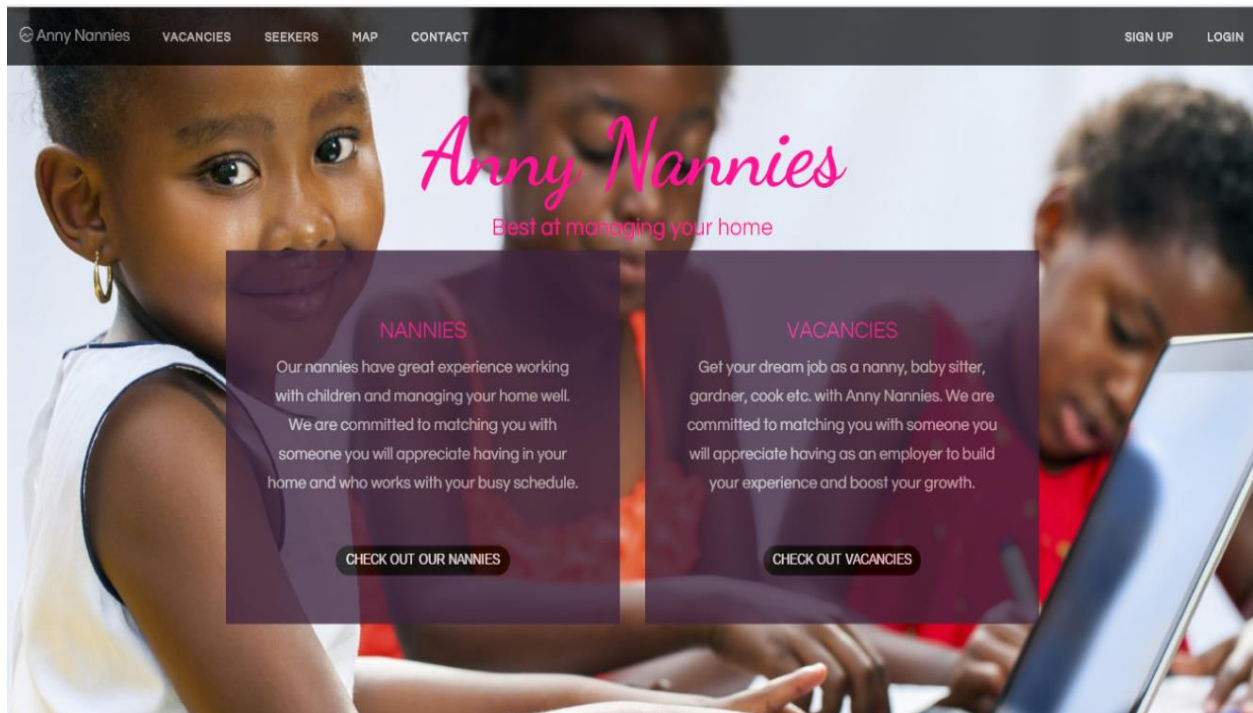 Anny Nannies VACANCIES SEEKERS MAP CONTACT SIGN UP LOGIN
Anny Nannies
Best at managing your home
NANNIES
Our nannies have great experience working
with children and managing your home well.
We are committed to matching you with
someone you will appreciate having in your
home and who works with your busy schedule.
CHECK OUT OUR NANNIES
VACANCIES
Get your dream job as a nanny, baby sitter,
gardner, cook etc. with Anny Nannies. We are
committed to matching you with someone you
will appreciate having as an employer to build
your experience and boost your growth.
CHECK OUT VACANCIES